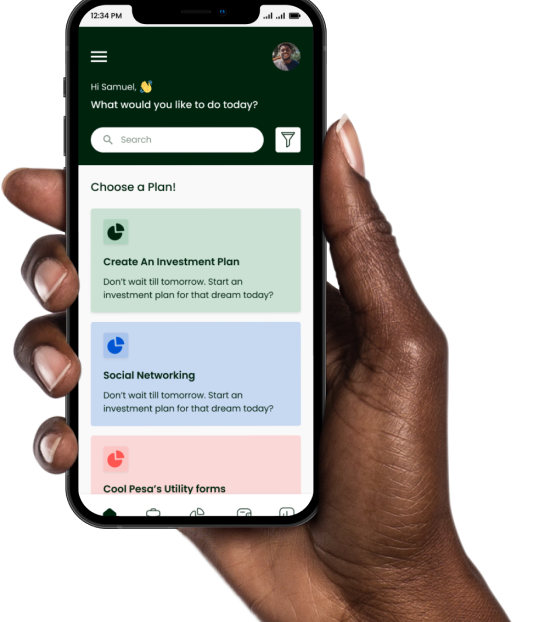 12:34 PM
Hi Samuel, 👋
What would you like to do today?
Search
Choose a Plan!
Create An Investment Plan
Don't wait till tomorrow. Start an
investment plan for that dream today?
Social Networking
Don't wait till tomorrow. Start an
investment plan for that dream today?
Cool Pesa's Utility forms